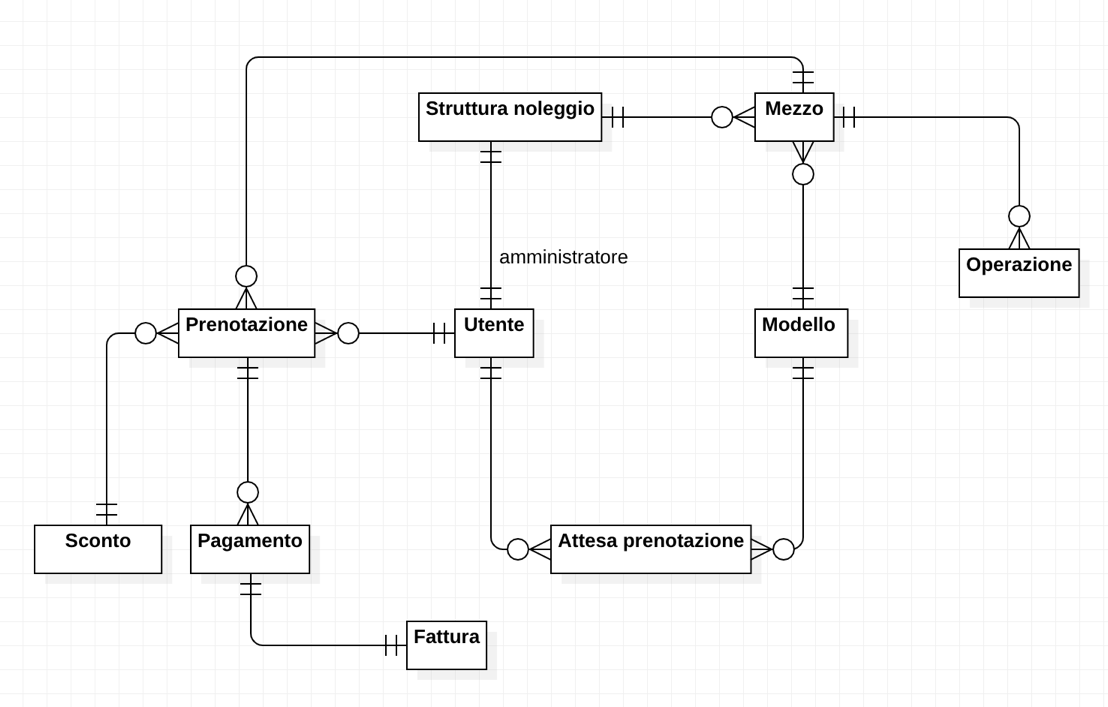 Struttura noleggio
Mezzo
amministratore
Operazione
Prenotazione
Utente
Modello
Sconto
Pagamento
Attesa prenotazione
Fattura